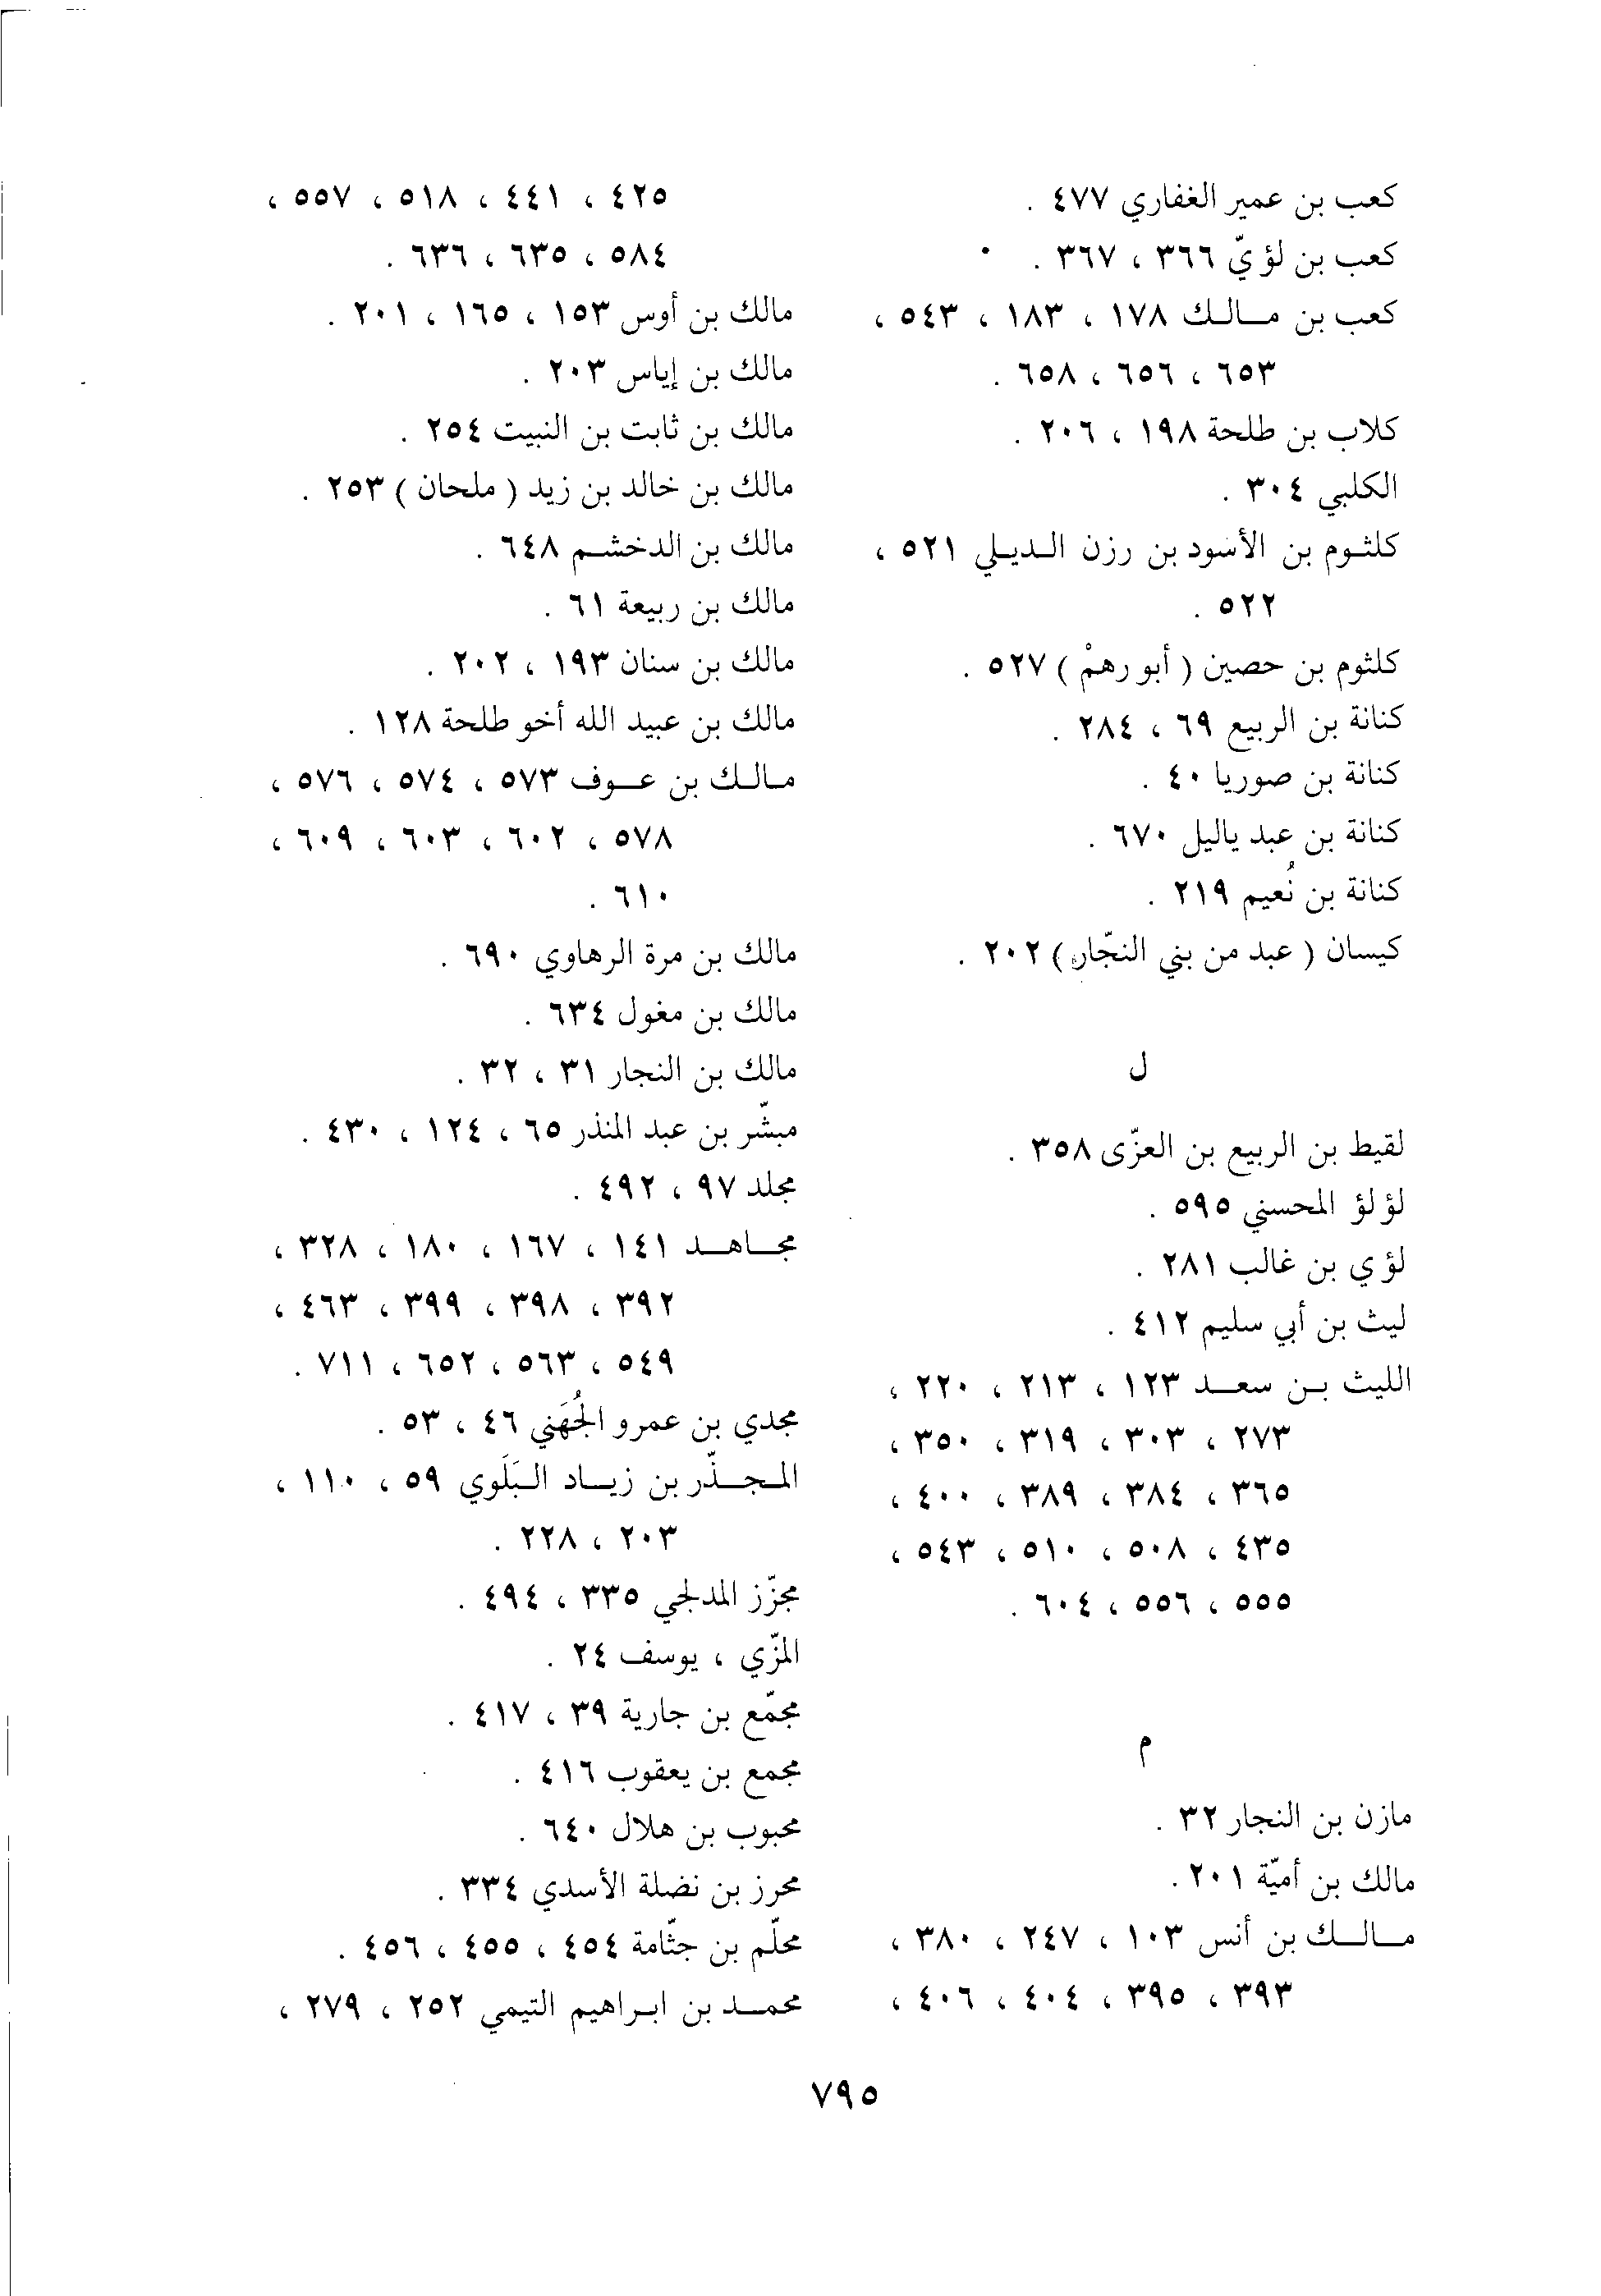 كعب بن عمير الغفاري ٤٧٧ .
كعب بن لؤيّ ٣٦٦ ، ٣٦٧ .
كعب بن مالك ١٧٨ ، ١٨٣ ، ٥٤٣ ،
٦٥٣ ، ٦٥٦ ، ٦٥٨ .
كلاب بن طلحة ١٩٨ ، ٢٠٦ .
الكلبي ٣٠٤ .
كلثوم بن الأسود بن رزن الديلي ٥٢١ ،
٥٢٢ .
كلثوم بن حصين ( أبو رهمْ ) ٥٢٧ .
كنانة بن الربيع ٦٩ ، ٢٨٤ .
كنانة بن صوريا ٤٠ .
كنانة بن عبد ياليل ٦٧٠ .
كنانة بن نُعيم ٢١٩ .
كيسان ( عبد من بني النجّار ) ٢٠٢ .
ل
لقيط بن الربيع بن العزّى ٣٥٨ .
لؤلؤ المحسني ٥٩٥ .
لؤي بن غالب ٢٨١ .
ليث بن أبي سليم ٤١٢ .
الليث بن سعد ١٢٣ ، ٢١٣ ، ٢٢٠ ،
٢٧٣ ، ٣٠٣ ، ٣١٩ ، ٣٥٠ ،
٣٦٥ ، ٣٨٤ ، ٣٨٩ ، ٤٠٠ ،
٤٣٥ ، ٥٠٨ ، ٥١٠ ، ٥٤٣ ،
٥٥٥ ، ٥٥٦ ، ٦٠٤ .
م
مازن بن النجار ٣٢ .
مالك بن أميّة ٢٠١ .
مالك بن أنس ١٠٣ ، ٢٤٧ ، ٣٨٠ ،
٣٩٣ ، ٣٩٥ ، ٤٠٤ ، ٤٠٦ ،
٤٢٥ ، ٤٤١ ، ٥١٨ ، ٥٥٧ ،
٥٨٤ ، ٦٣٥ ، ٦٣٦ .
مالك بن أوس ١٥٣ ، ١٦٥ ، ٢٠١ .
مالك بن إياس ٢٠٣ .
مالك بن ثابت بن النبيت ٢٥٤ .
مالك بن خالد بن زيد ( ملحان ) ٢٥٣ .
مالك بن الدخشم ٦٤٨ .
مالك بن ربيعة ٦١ .
مالك بن سنان ١٩٣ ، ٢٠٢ .
مالك بن عبيد الله أخو طلحة ١٢٨ .
مالك بن عوف ٥٧٣ ، ٥٧٤ ، ٥٧٦ ،
٥٧٨ ، ٦٠٢ ، ٦٠٣ ، ٦٠٩ ،
٦١٠ .
مالك بن مرة الرهاوي ٦٩٠ .
مالك بن مغول ٦٣٤ .
مالك بن النجار ٣١ ، ٣٢ .
مبشّر بن عبد المنذر ٦٥ ، ١٢٤ ، ٤٣٠ .
مجلد ٩٧ ، ٤٩٢ .
مجاهد ١٤١ ، ١٦٧ ، ١٨٠ ، ٣٢٨ ،
٣٩٢ ، ٣٩٨ ، ٣٩٩ ، ٤٦٣ ،
٥٤٩ ، ٥٦٣ ، ٦٥٢ ، ٧١١ .
مجدي بن عمرو الجُهَني ٤٦ ، ٥٣ .
المجذّر بن زياد البَلَوي ٥٩ ، ١١٠ ،
٢٠٣ ، ٢٢٨ .
مجزّز المدلجي ٣٣٥ ، ٤٩٤ .
المزّي ، يوسف ٢٤ .
مجمّع بن جارية ٣٩ ، ٤١٧ .
مجمع بن يعقوب ٤١٦ .
محبوب بن هلال ٦٤٠ .
محرز بن نضلة الأسدي ٣٣٤ .
محلّم بن جثّامة ٤٥٤ ، ٤٥٥ ، ٤٥٦ .
محمد بن ابراهيم التيمي ٢٥٢ ، ٢٧٩ ،
٧٩٥